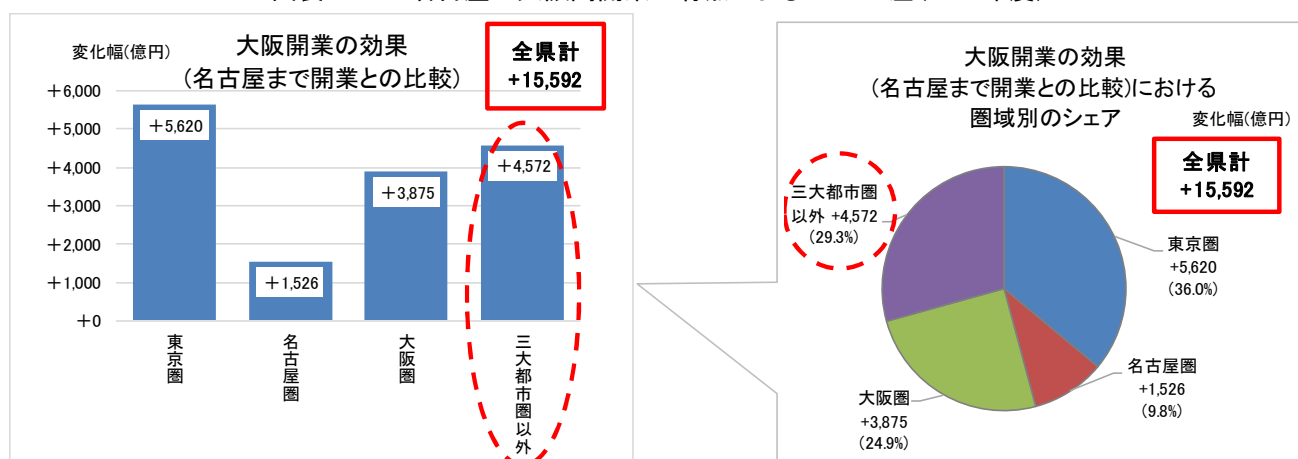 変化幅(億円)
大阪開業の効果
(名古屋まで開業との比較)
全県計
+15,592
+6,000
+5,000
+4,000
+3,000
+2,000
+1,000
+0
+5,620
+1,526
+3,875
+4,572
東京圏
名古屋圏
大阪圏
三大都市圏以外
大阪開業の効果
(名古屋まで開業との比較)における
圏域別のシェア
変化幅(億円)
全県計
+15,592
三大都市圏
以外 +4,572
(29.3%)
東京圏
+5,620
(36.0%)
名古屋圏
+1,526
(9.8%)
大阪圏
+3,875
(24.9%)